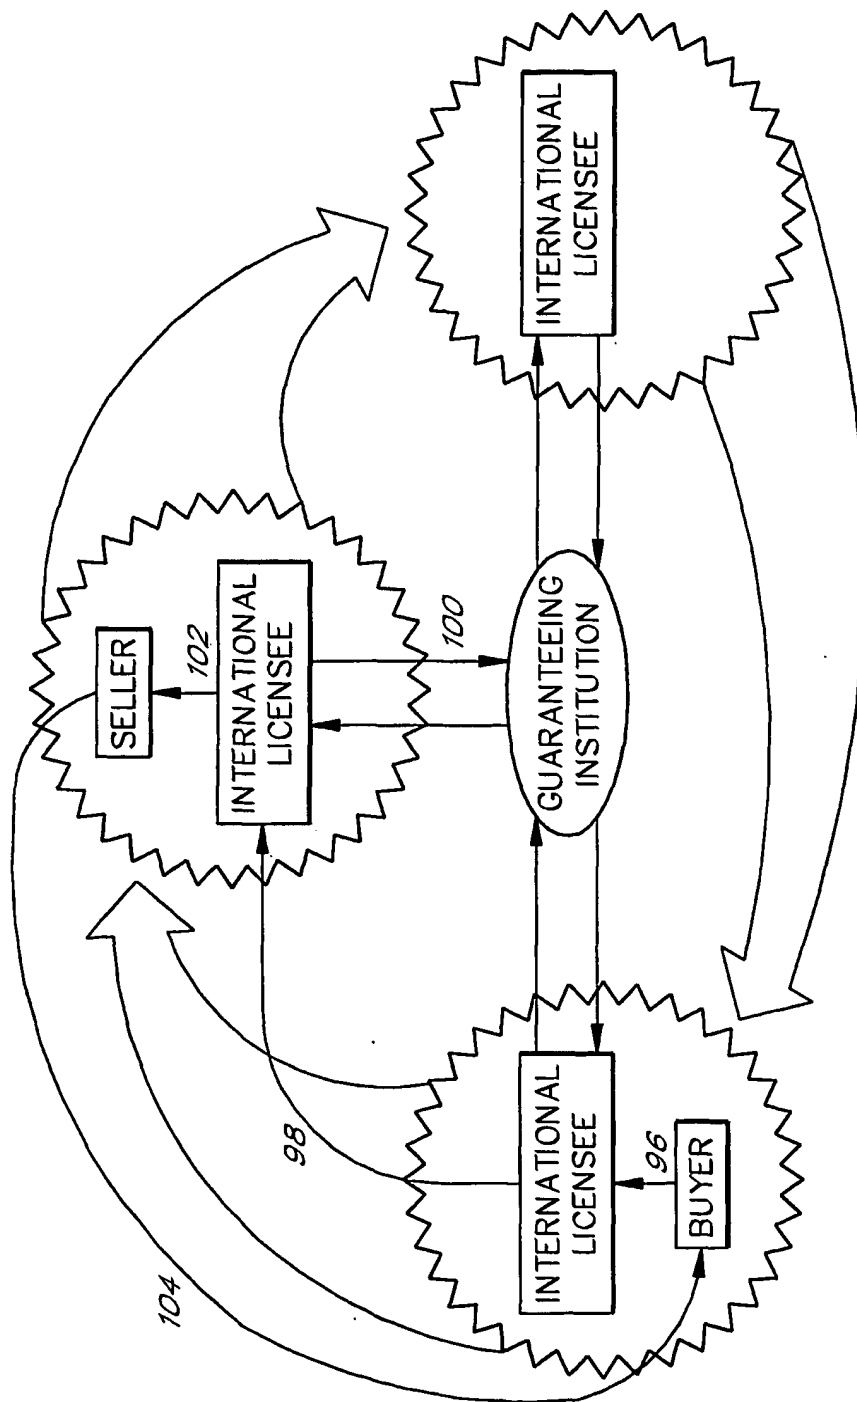 104
98
SELLER
102
INTERNATIONAL
LICENSEE
100
INTERNATIONAL
LICENSEE
96
BUYER
GUARANTEEING
INSTITUTION
INTERNATIONAL
LICENSEE